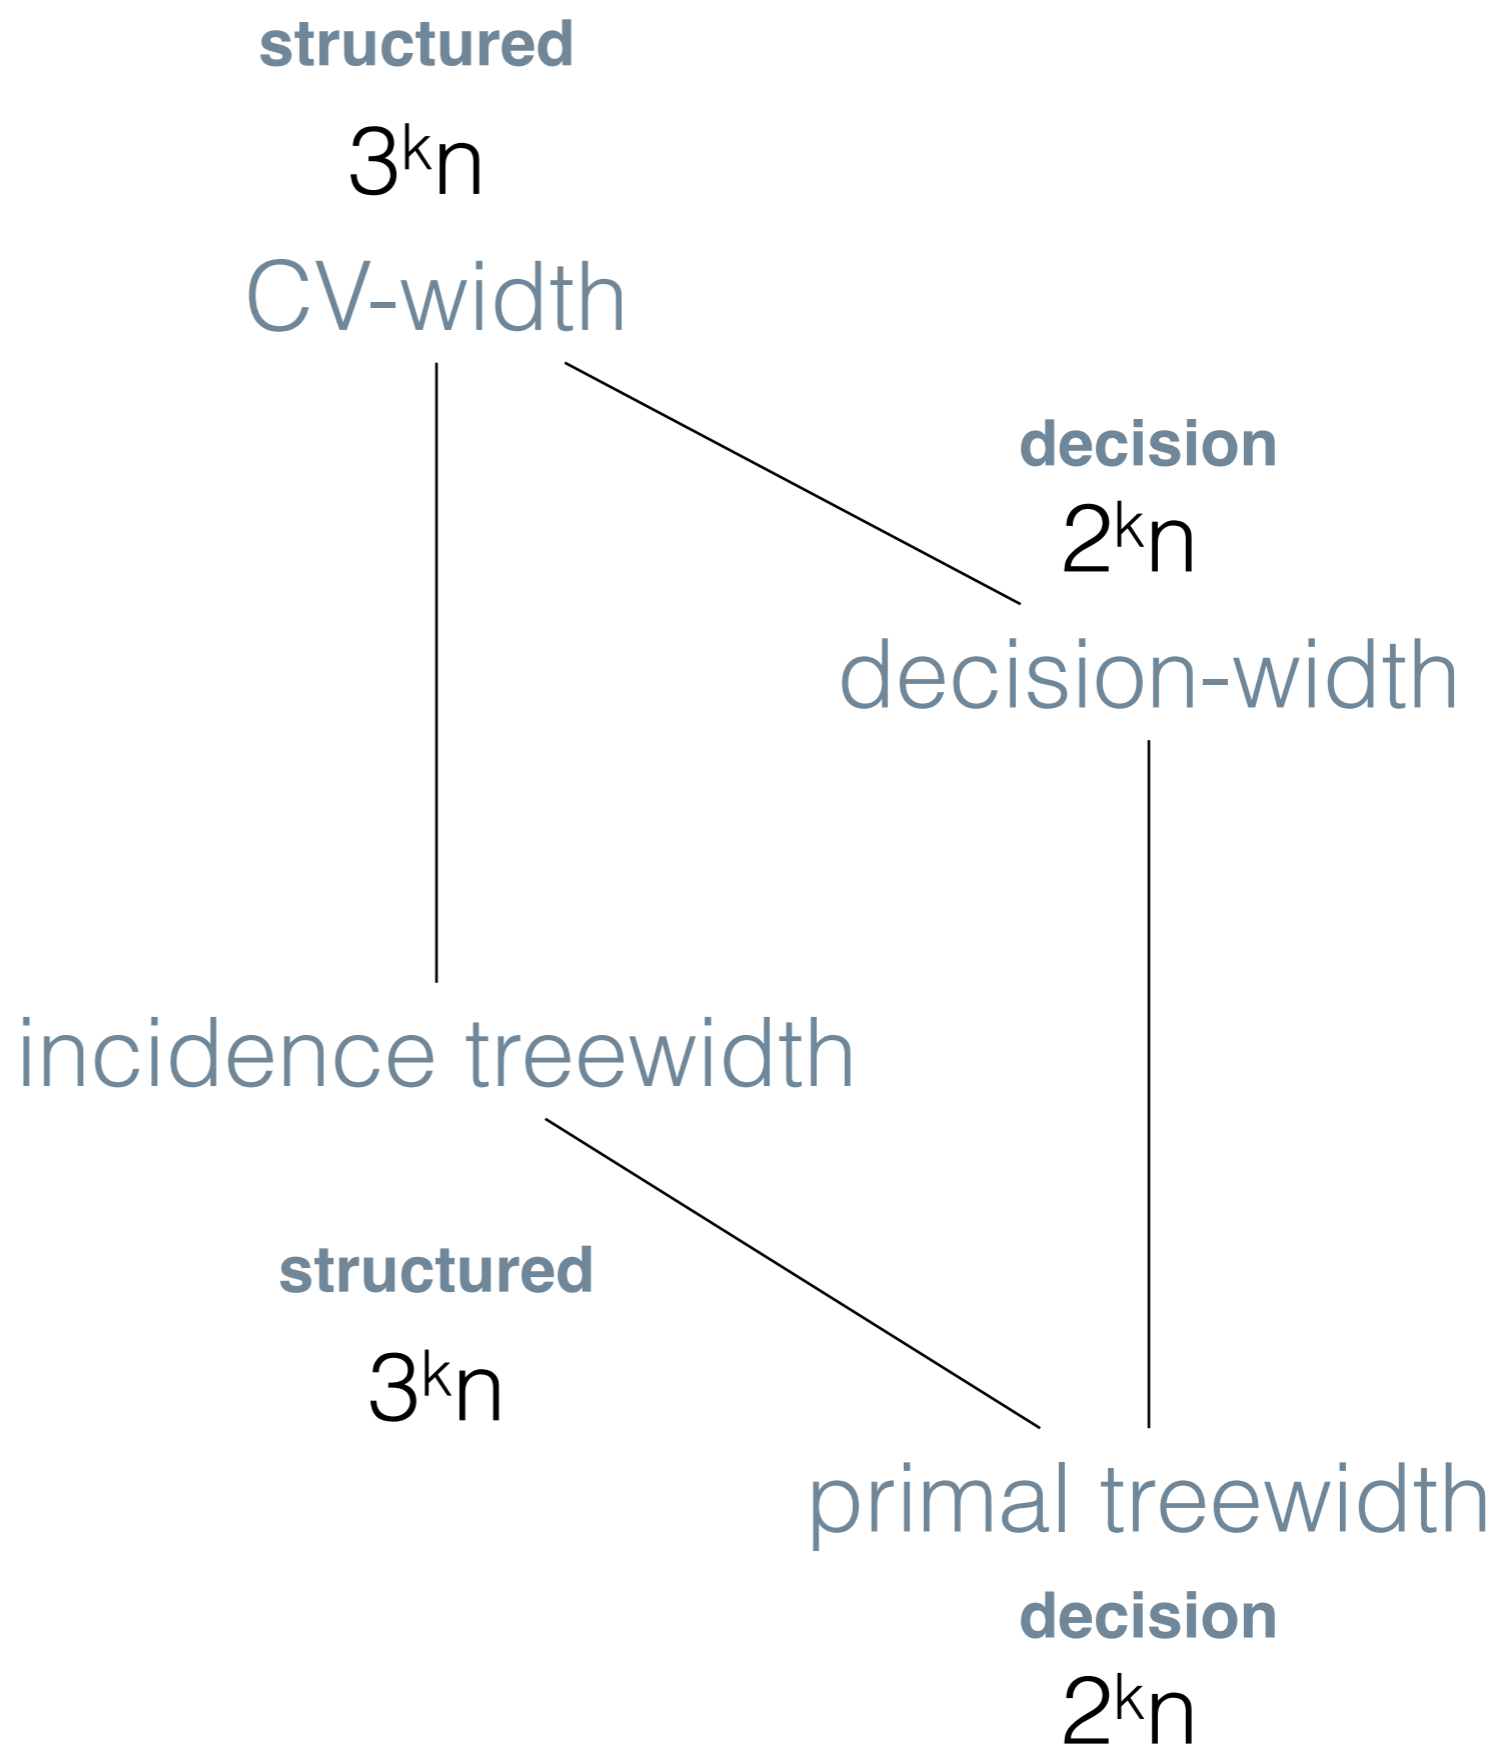 structured
3ᵏn
CV-width
decision
2ᵏn
decision-width
incidence treewidth
structured
3ᵏn
primal treewidth
decision
2ᵏn